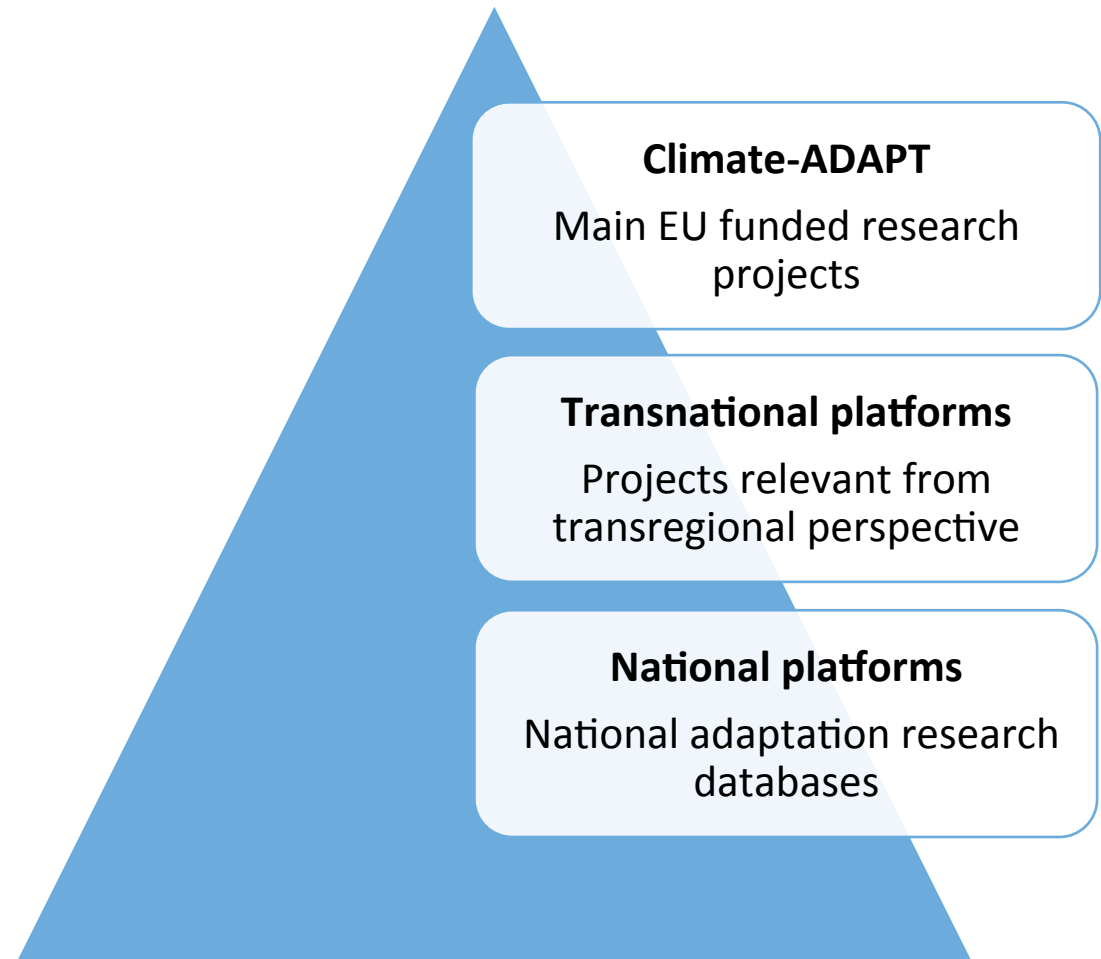 Climate-ADAPT
Main EU funded research
projects
Transnational platforms
Projects relevant from
transregional perspective
National platforms
National adaptation research
databases